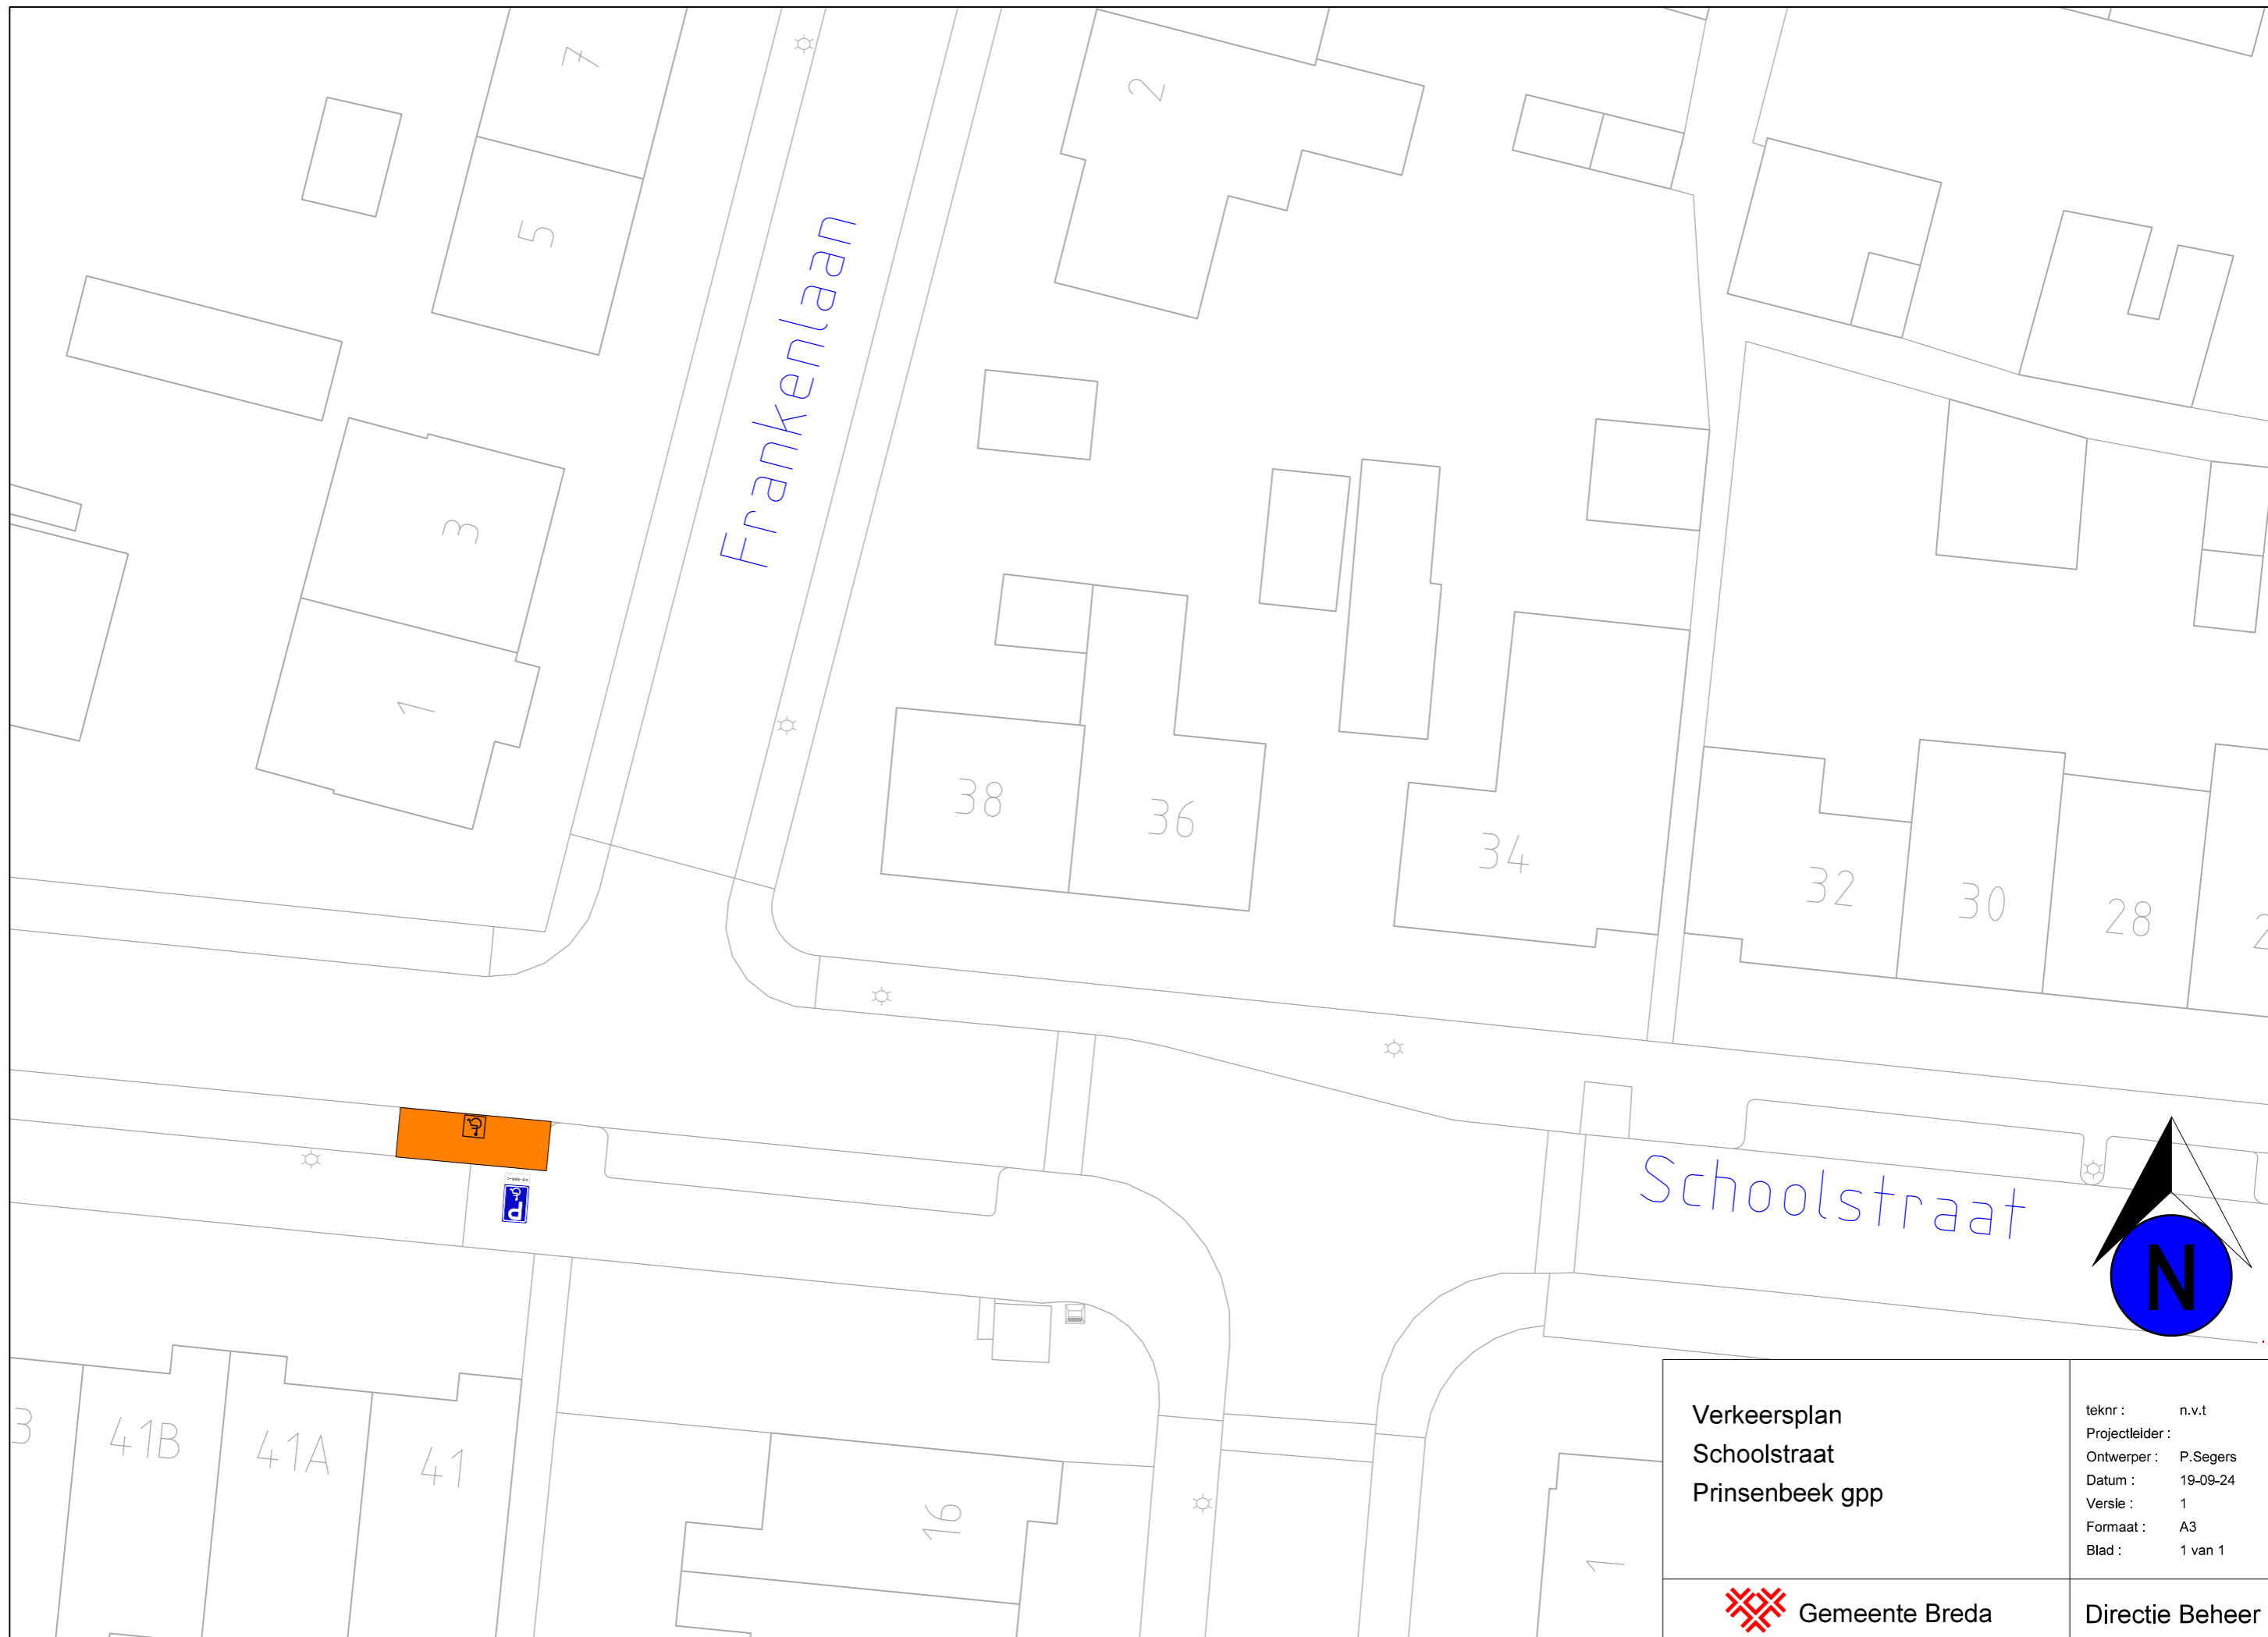 7
2
5
Frankenlaan
3
1
38
36
34
32
30
28
2
P
Schoolstraat
N
3
41B
41A
41
16
1
Verkeersplan
Schoolstraat
Prinsenbeek gpp
teknr : n.v.t
Projectleider :
Ontwerper : P.Segers
Datum : 19-09-24
Versie : 1
Formaat : A3
Blad : 1 van 1
Gemeente Breda
Directie Beheer